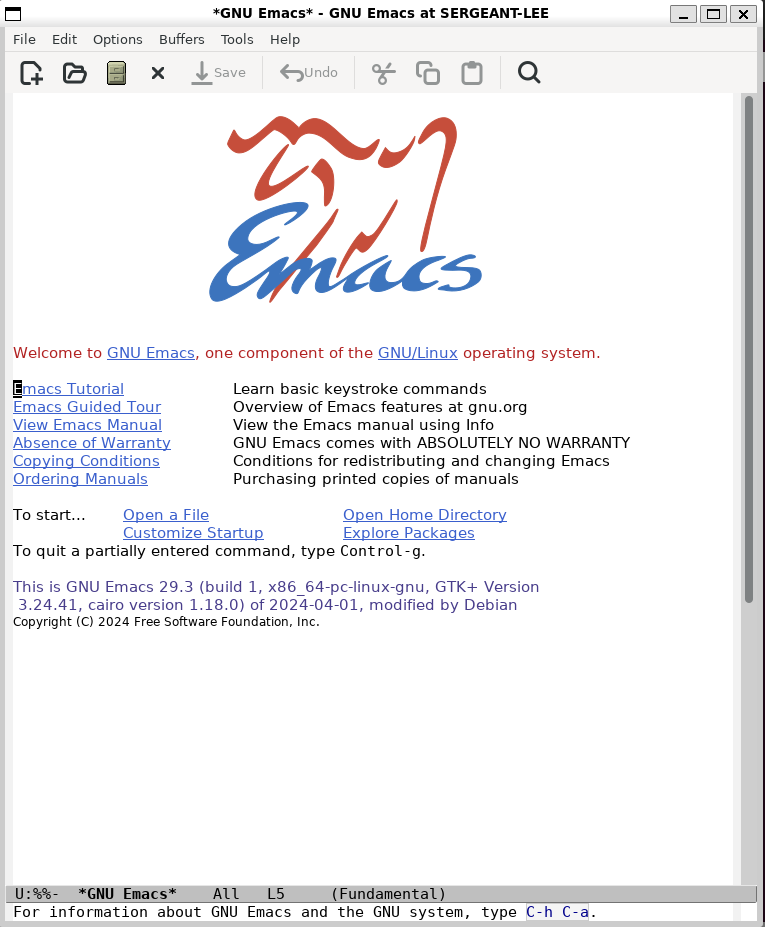 *GNU Emacs* - GNU Emacs at SERGEANT-LEE
File Edit Options Buffers Tools Help
Save Undo
Emacs
Welcome to GNU Emacs, one component of the GNU/Linux operating system.
Emacs Tutorial Learn basic keystroke commands
Emacs Guided Tour Overview of Emacs features at gnu.org
View Emacs Manual View the Emacs manual using Info
Absence of Warranty GNU Emacs comes with ABSOLUTELY NO WARRANTY
Copying Conditions Conditions for redistributing and changing Emacs
Ordering Manuals Purchasing printed copies of manuals
To start... Open a File Open Home Directory
Customize Startup Explore Packages
To quit a partially entered command, type Control-g.
This is GNU Emacs 29.3 (build 1, x86_64-pc-linux-gnu, GTK+ Version
3.24.41, cairo version 1.18.0) of 2024-04-01, modified by Debian
Copyright (C) 2024 Free Software Foundation, Inc.
U:%%- *GNU Emacs* All L5 (Fundamental)
For information about GNU Emacs and the GNU system, type C-h C-a.